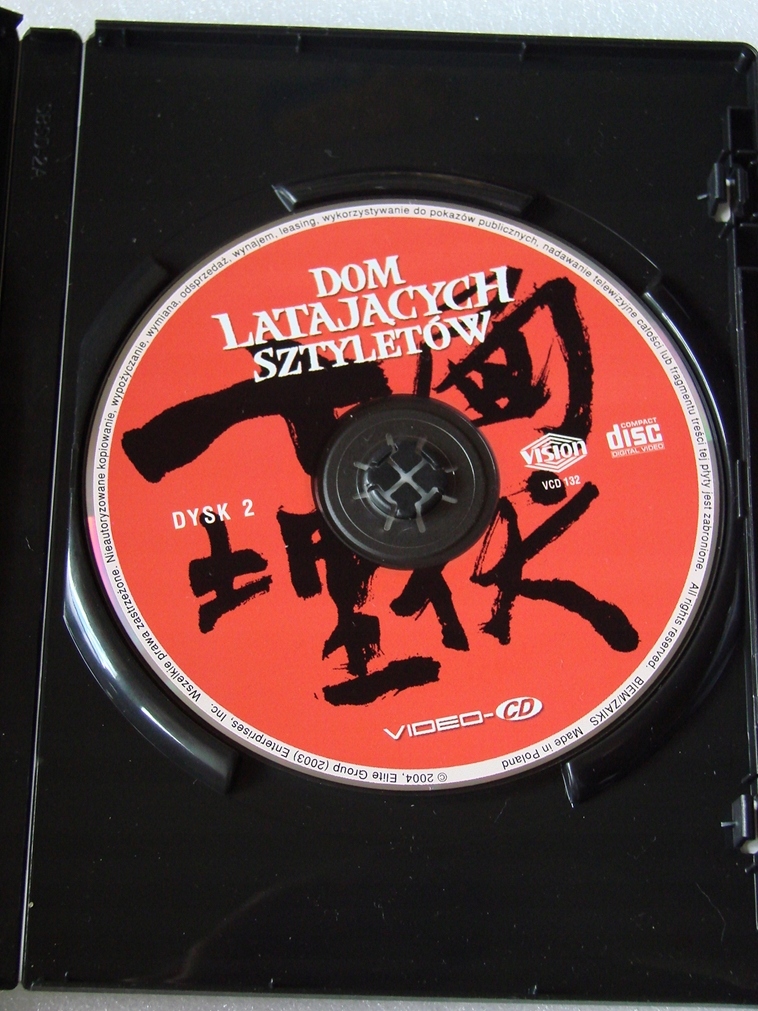 DOM
LATAJĄCYCH
SZTYLETÓW
面
埋伏
VISION
VCD 132
COMPACT
disc
DIGITAL VIDEO
DYSK 2
VIDEO-CD
Wszelkie prawa zastrzeżone. Nieautoryzowane kopiowanie, wypożyczanie, wymiana, odsprzedaż, wynajem, leasing, wykorzystywanie do pokazów publicznych, nadawanie telewizyjne całości lub fragmentu treści tej płyty jest zabronione. All rights reserved. BIEM/ZAIKS Made in Poland
© 2004, Elite Group (2003) Enterprises, Inc.